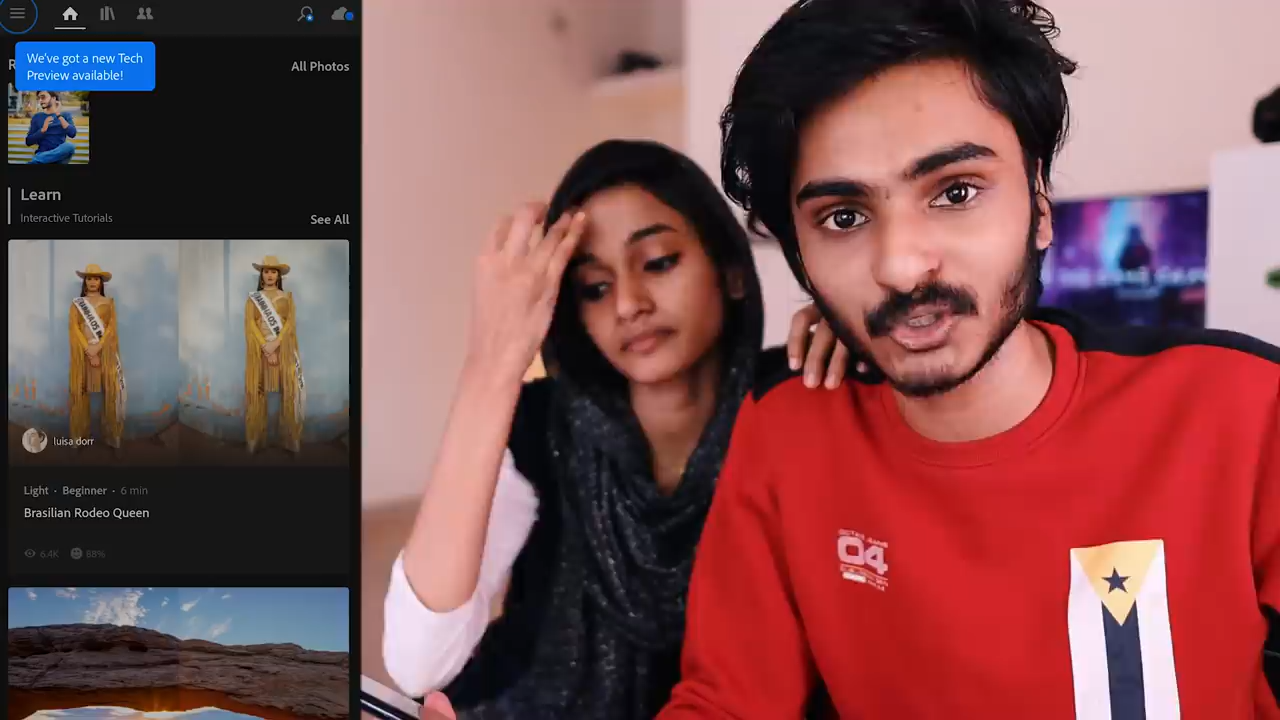 We've got a new Tech
Preview available!
All Photos
Learn
Interactive Tutorials
See All
luisa dorr
Light · Beginner · 6 min
Brasilian Rodeo Queen
6.4K
88%
04